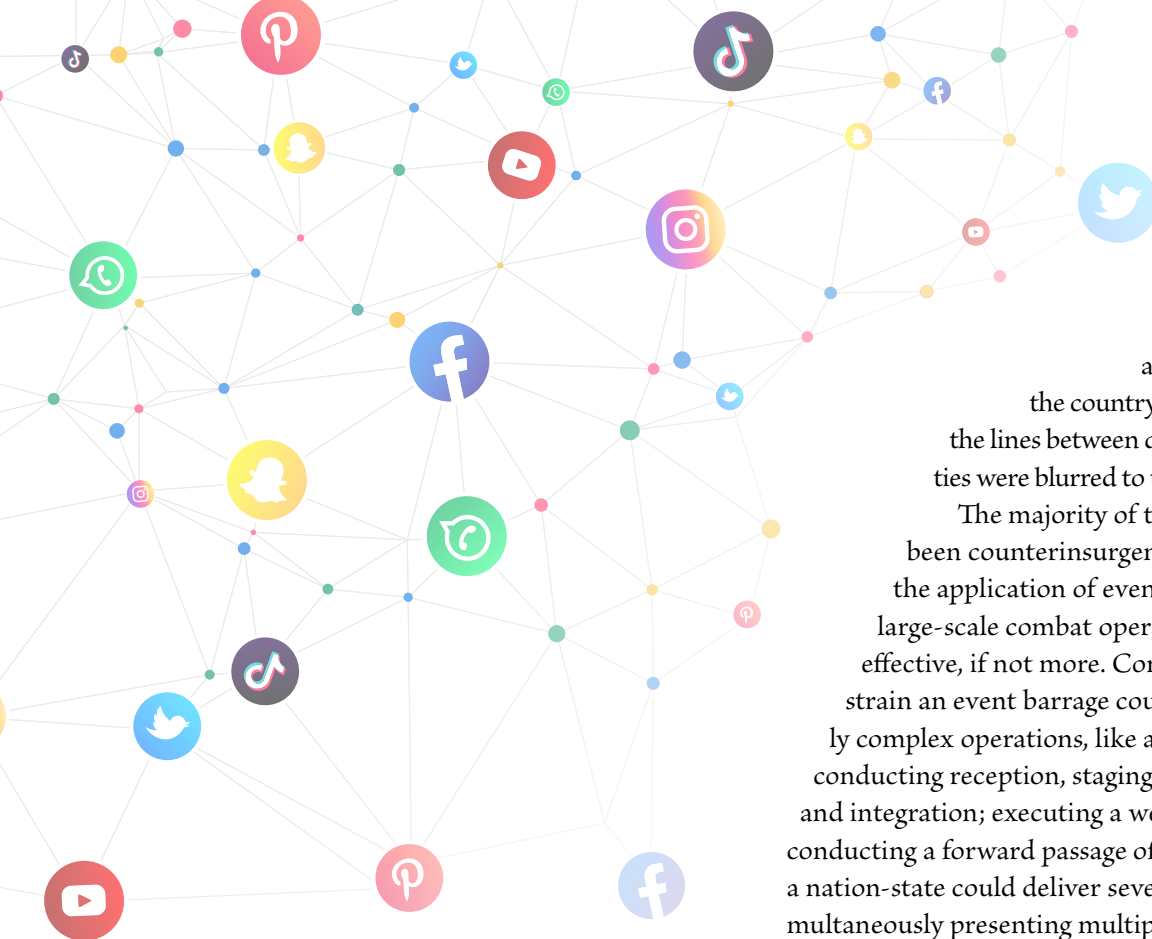 a
the country
the lines between
ties were blurred to
The majority of
been counterinsurgen
the application of even
large-scale combat oper
effective, if not more. Con
strain an event barrage cou
ly complex operations, like a
conducting reception, staging
and integration; executing a we
conducting a forward passage of
a nation-state could deliver seve
multaneously presenting multip